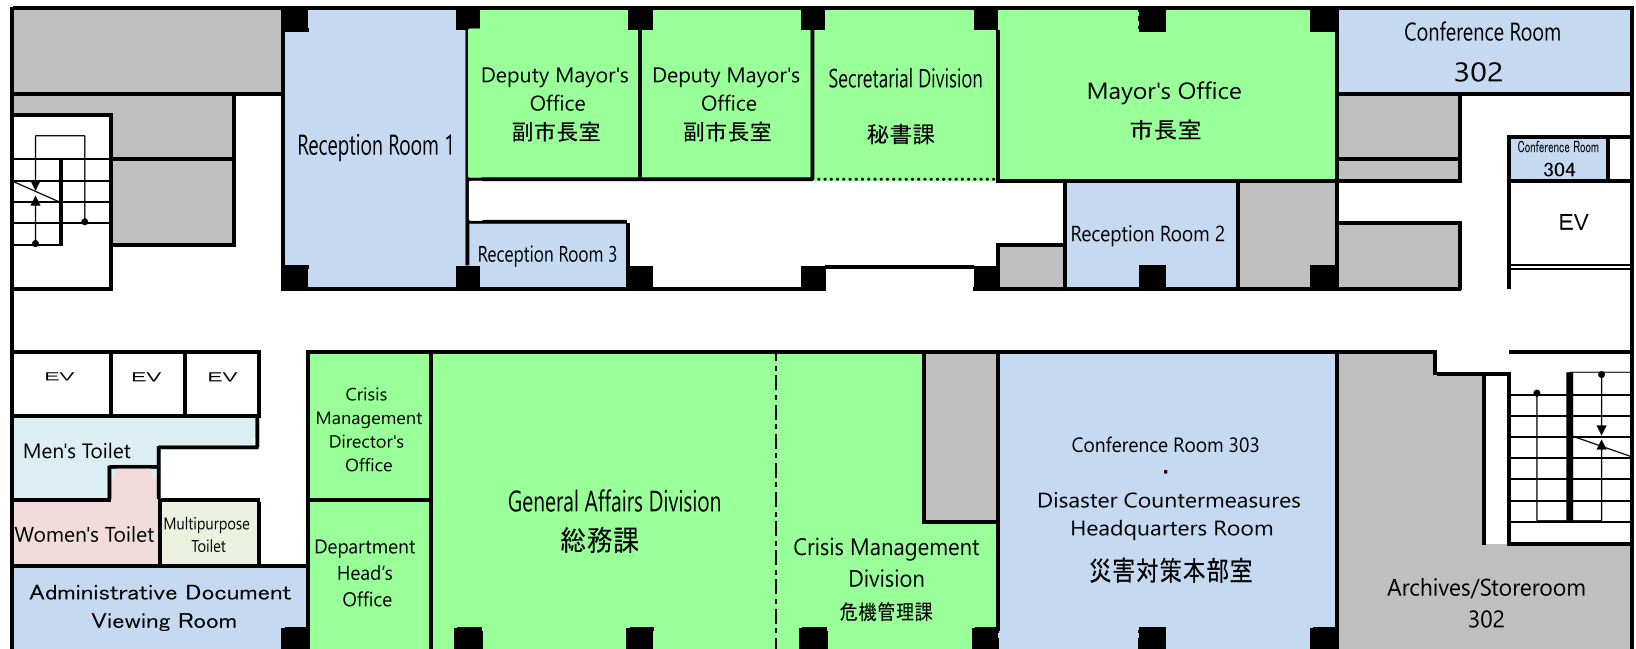 Conference Room
302
Deputy Mayor's
Office
副市長室
Deputy Mayor's
Office
副市長室
Secretarial Division
秘書課
Mayor's Office
市長室
Reception Room 1
Conference Room
304
EV
Reception Room 2
Reception Room 3
EV
EV
EV
Crisis
Management
Director's
Office
Men's Toilet
Women's Toilet
Multipurpose
Toilet
General Affairs Division
総務課
Conference Room 303
・
Disaster Countermeasures
Headquarters Room
災害対策本部室
Department
Head's
Office
Crisis Management
Division
危機管理課
Administrative Document
Viewing Room
Archives/Storeroom
302